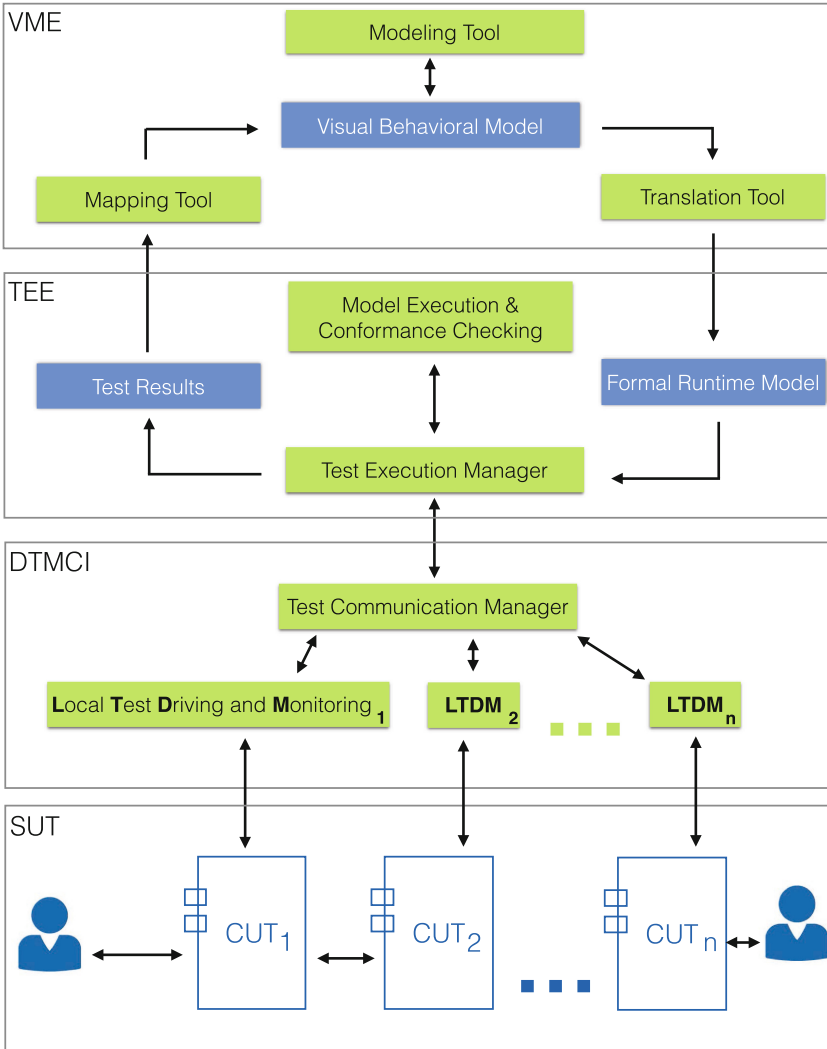 VME
Modeling Tool
Visual Behavioral Model
Mapping Tool
Translation Tool
TEE
Model Execution &
Conformance Checking
Test Results
Formal Runtime Model
Test Execution Manager
DTMCI
Test Communication Manager
Local Test Driving and Monitoring 1
LTDM 2
LTDM n
SUT
CUT1
CUT2
CUTn